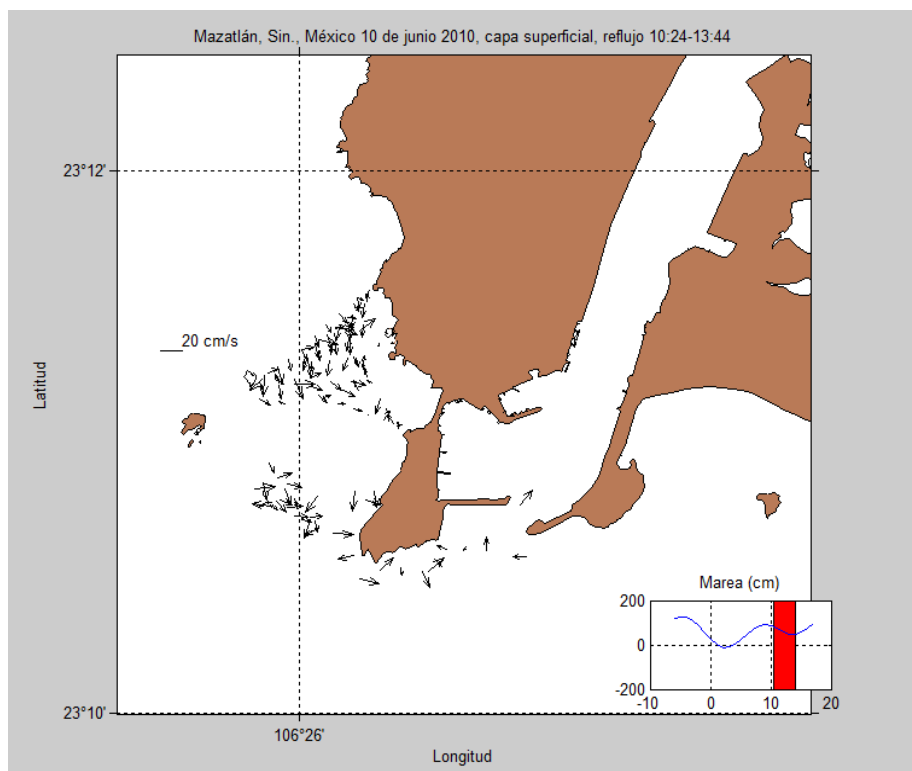 Mazatlán, Sin., México 10 de junio 2010, capa superficial, reflujo 10:24-13:44
23°12'
20 cm/s
Latitud
Marea (cm)
200
0
-200
-10 0 10 20
23°10'
106°26'
Longitud